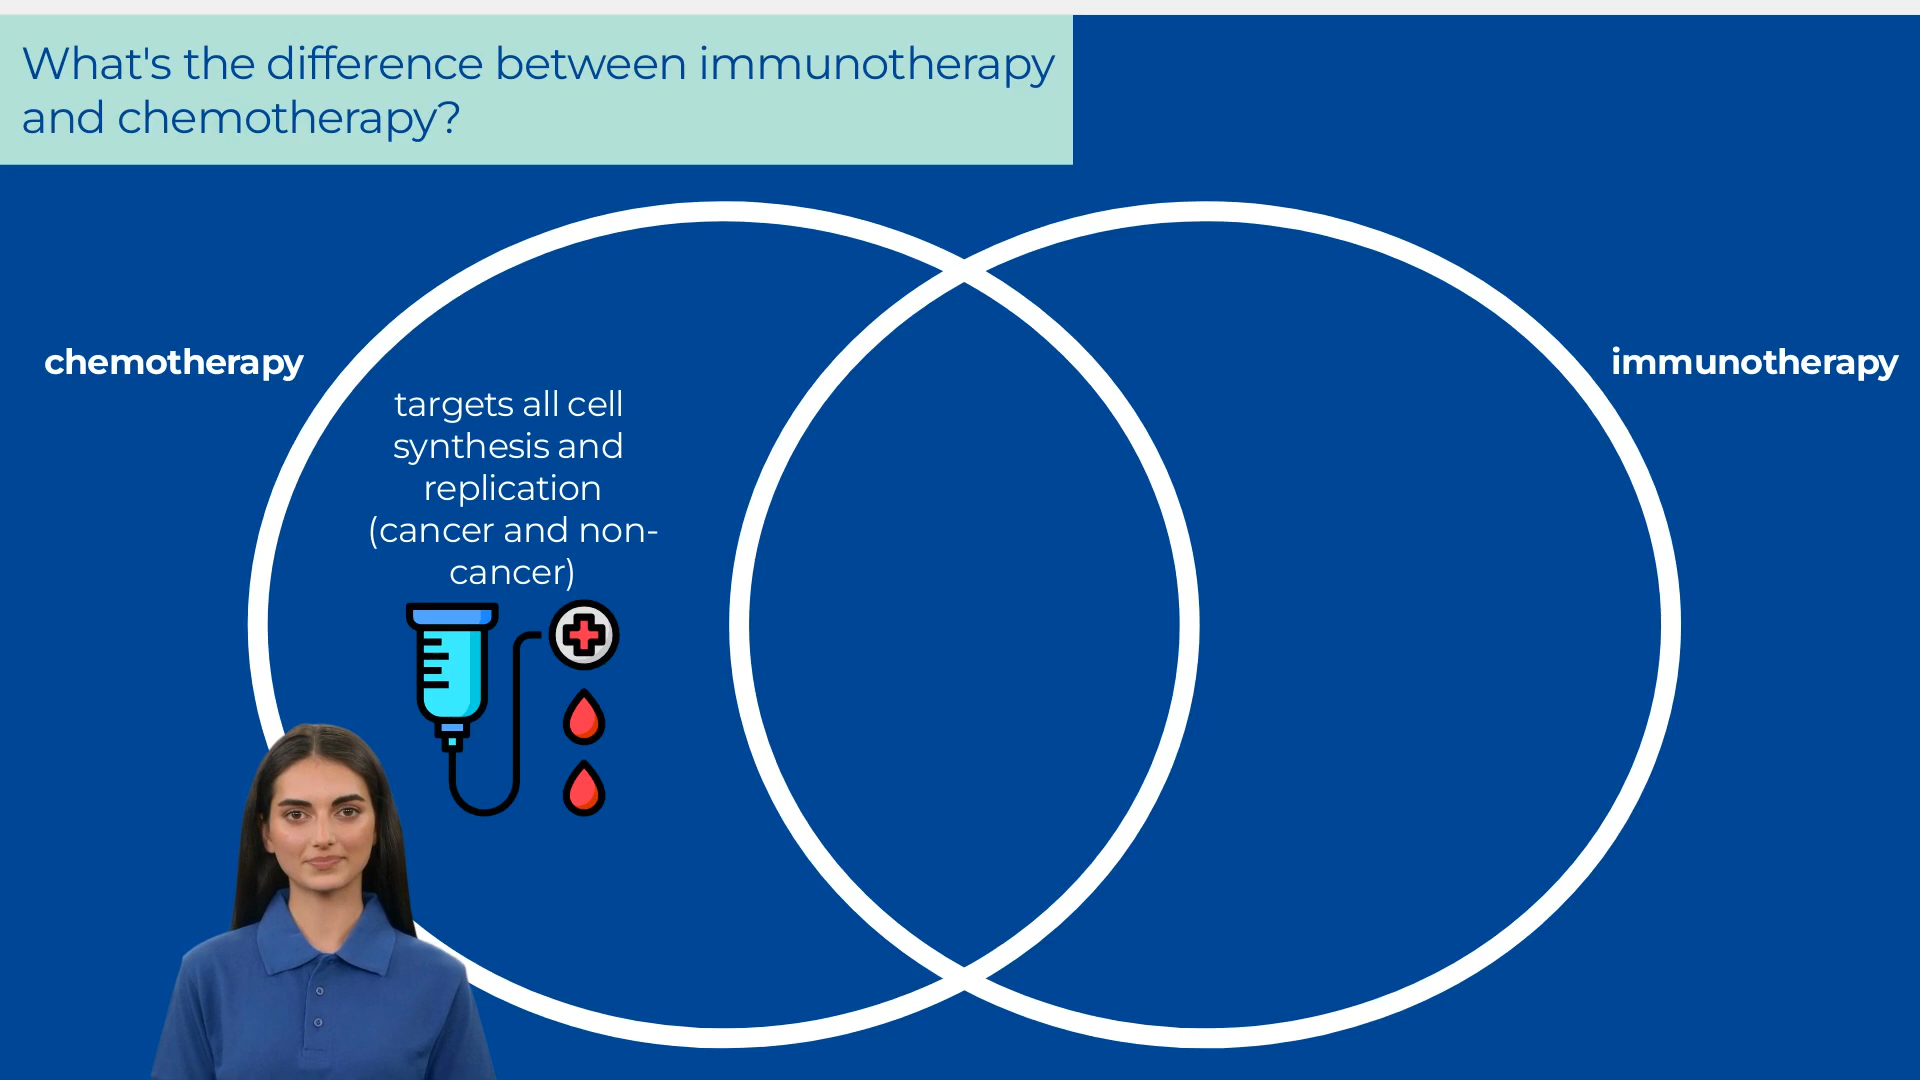 What's the difference between immunotherapy
and chemotherapy?
chemotherapy
immunotherapy
targets all cell
synthesis and
replication
(cancer and non-
cancer)